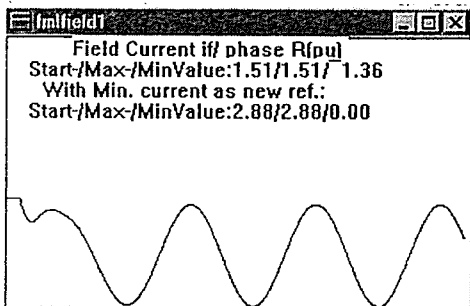 fmlfield1
Field Current if/ phase R[pu]
Start-/Max-/MinValue:1.51/1.51/¯1.36
With Min. current as new ref.:
Start-/Max-/MinValue:2.88/2.88/0.00